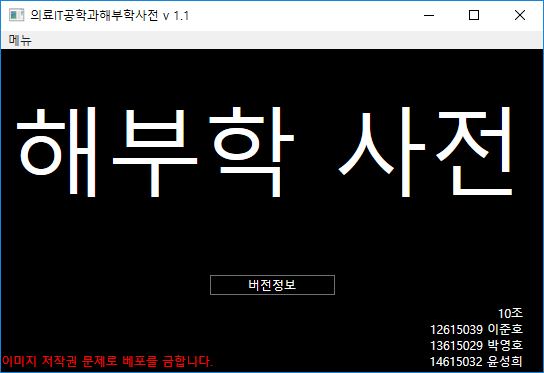 의료IT공학과해부학사전 v 1.1
메뉴
해부학 사전
버전정보
10조
12615039 이준호
13615029 박영호
14615032 윤성희
이미지 저작권 문제로 베포를 금합니다.